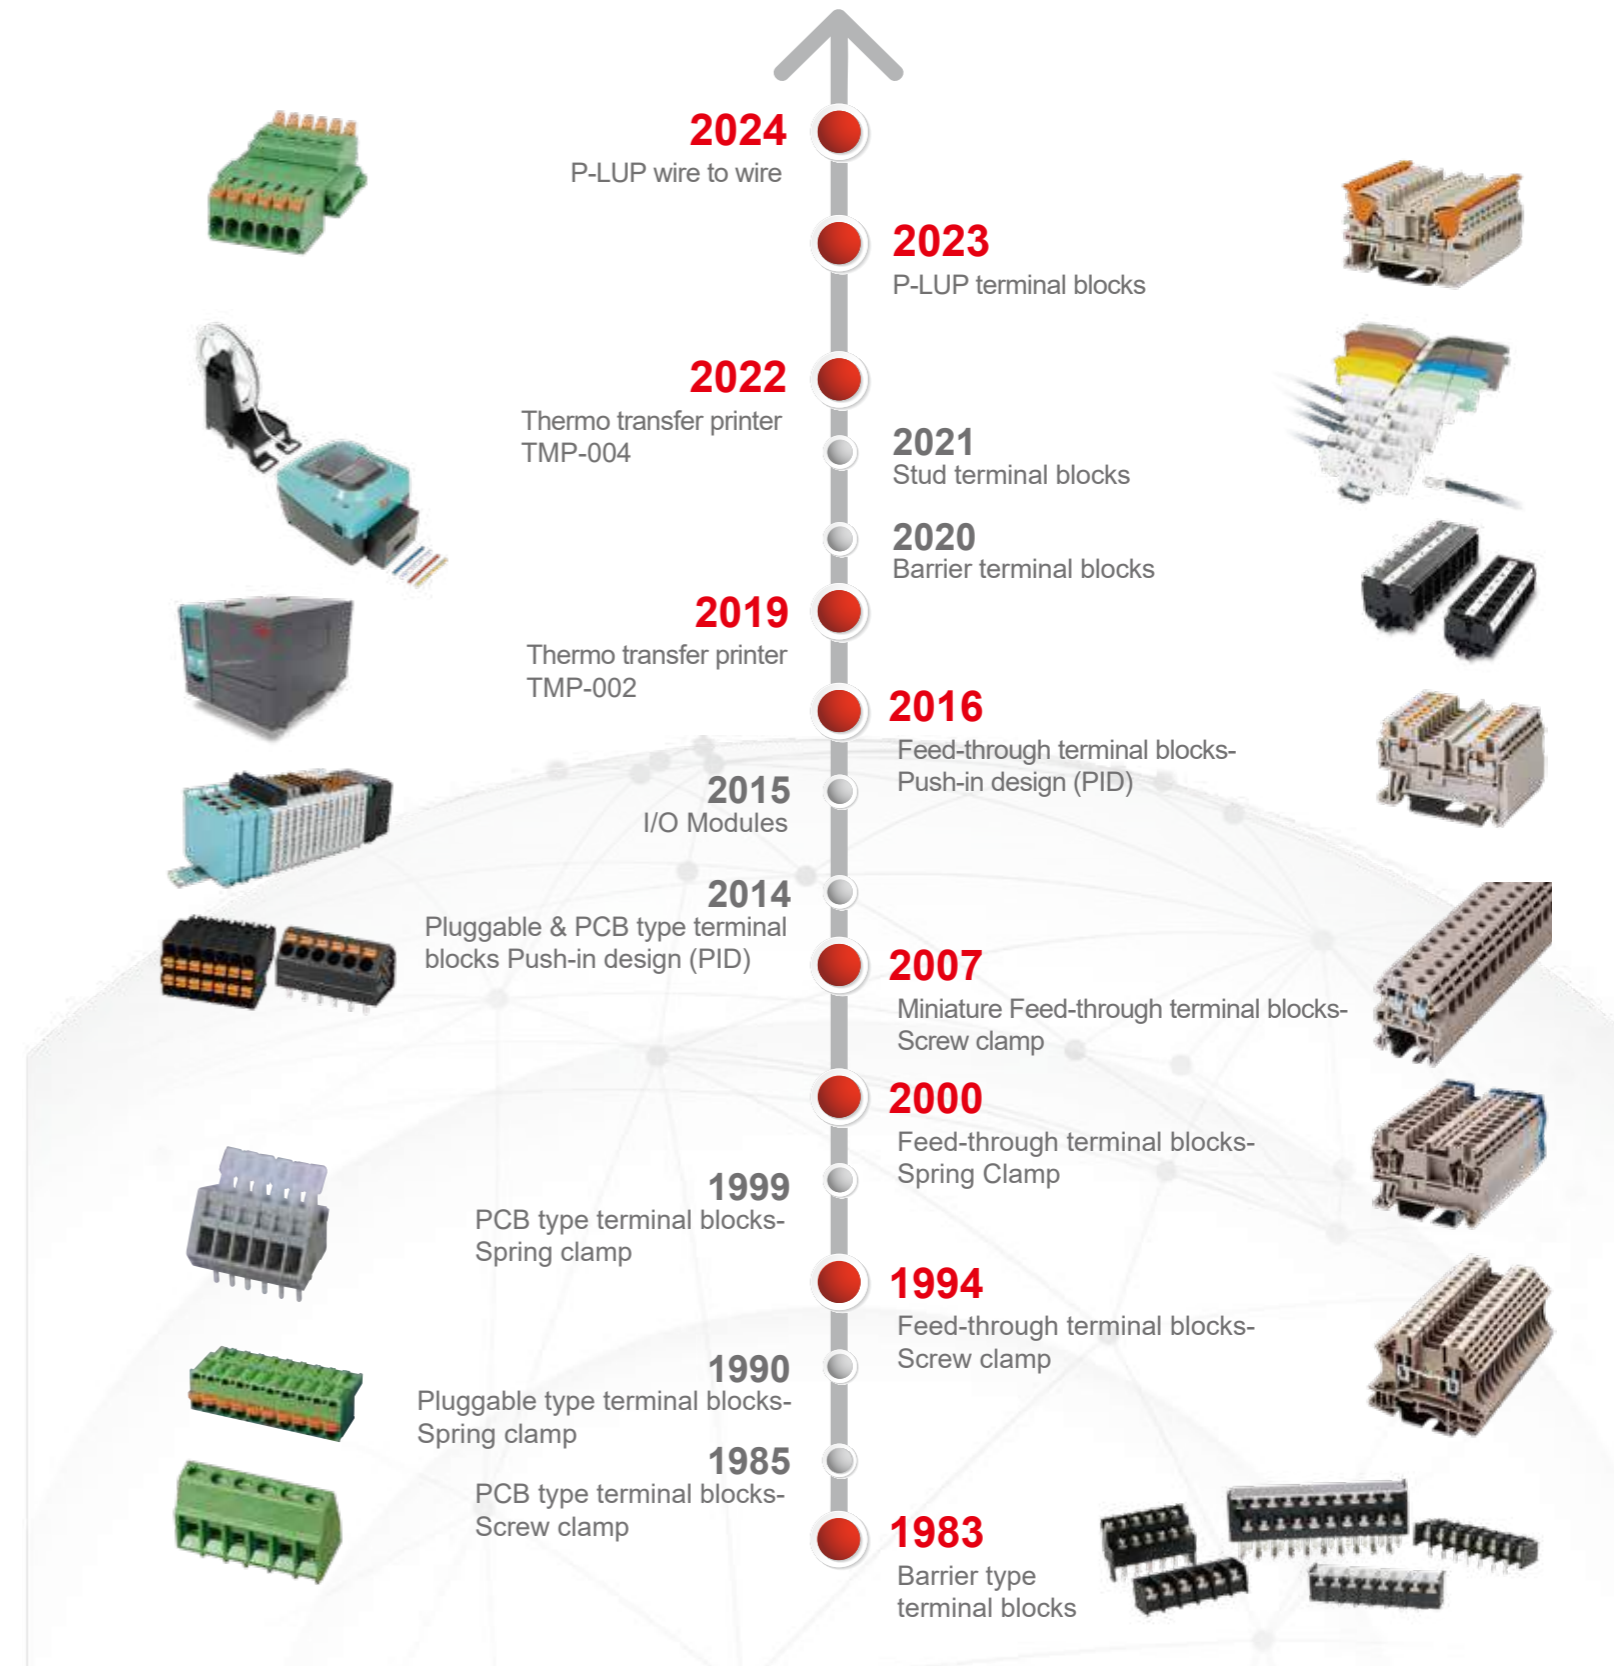 2024
P-LUP wire to wire
2023
P-LUP terminal blocks
2022
Thermo transfer printer
TMP-004
2021
Stud terminal blocks
2020
Barrier terminal blocks
2019
Thermo transfer printer
TMP-002
2016
Feed-through terminal blocks-
Push-in design (PID)
2015
I/O Modules
2014
Pluggable & PCB type terminal
blocks Push-in design (PID)
2007
Miniature Feed-through terminal blocks-
Screw clamp
2000
Feed-through terminal blocks-
Spring Clamp
1999
PCB type terminal blocks-
Spring clamp
1994
Feed-through terminal blocks-
Screw clamp
1990
Pluggable type terminal blocks-
Spring clamp
1985
PCB type terminal blocks-
Screw clamp
1983
Barrier type
terminal blocks